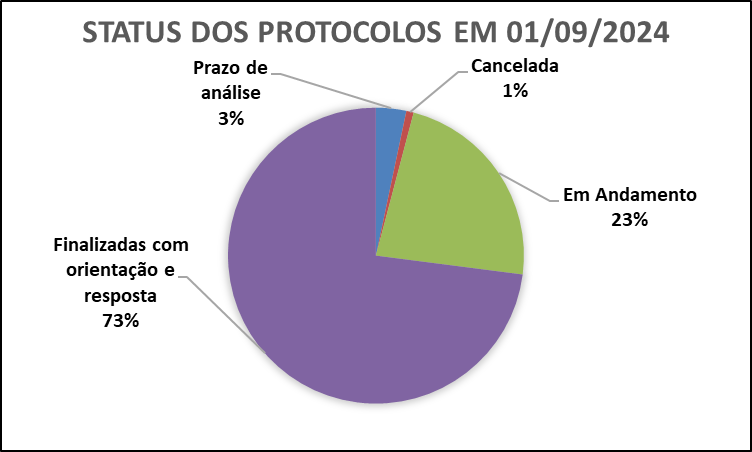 STATUS DOS PROTOCOLOS EM 01/09/2024
Prazo de
análise
3%
Cancelada
1%
Em Andamento
23%
Finalizadas com
orientação e
resposta
73%